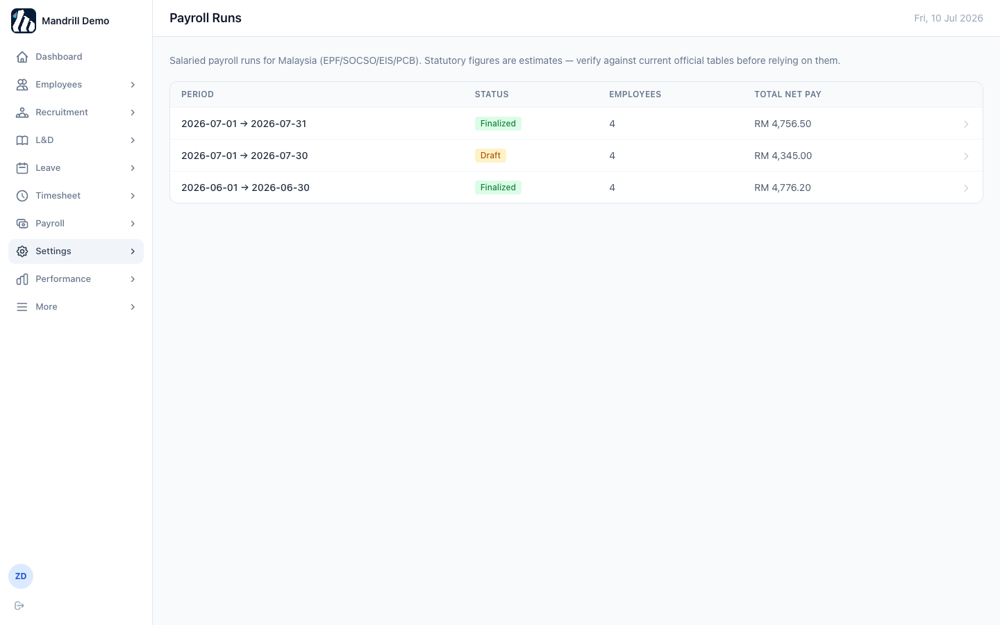 Mandrill Demo
Payroll Runs
Fri, 10 Jul 2026
Dashboard
Employees
Recruitment
L&D
Leave
Timesheet
Payroll
Settings
Performance
More
ZD
Salaried payroll runs for Malaysia (EPF/SOCSO/EIS/PCB). Statutory figures are estimates — verify against current official tables before relying on them.
PERIOD STATUS EMPLOYEES TOTAL NET PAY
2026-07-01 → 2026-07-31 Finalized 4 RM 4,756.50
2026-07-01 → 2026-07-30 Draft 4 RM 4,345.00
2026-06-01 → 2026-06-30 Finalized 4 RM 4,776.20